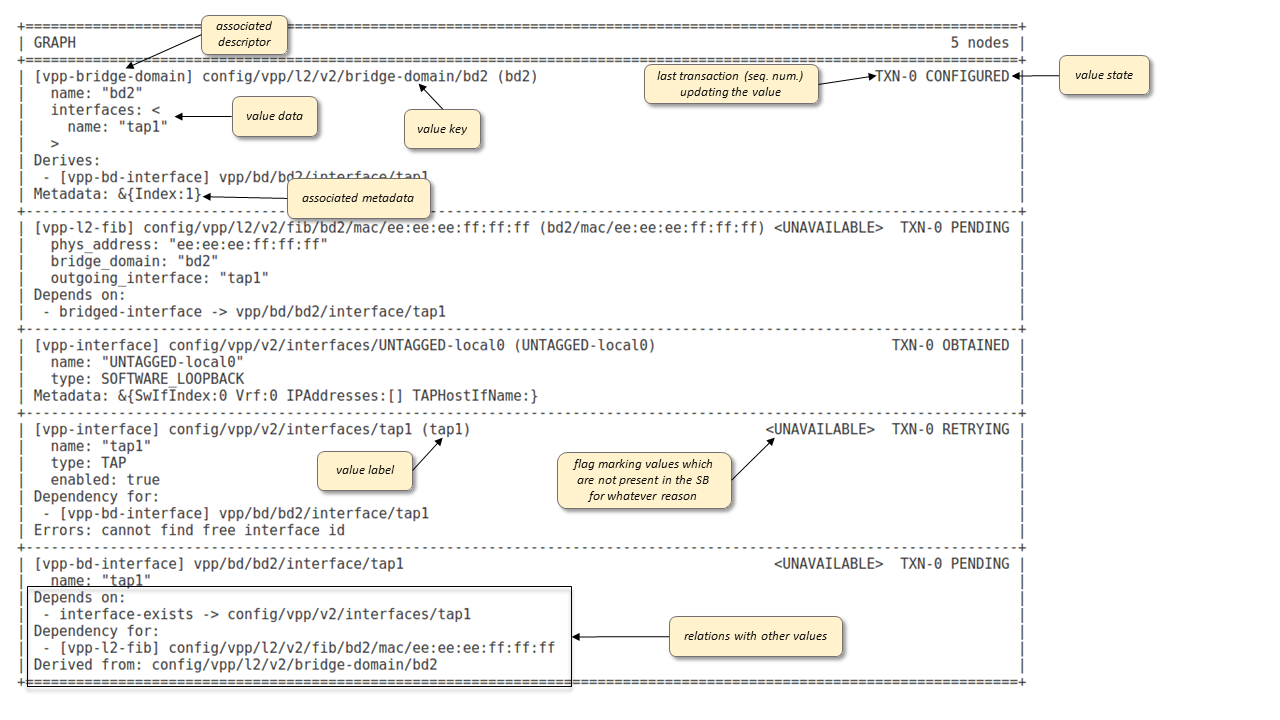 associated
descriptor
GRAPH 5 nodes
[vpp-bridge-domain] config/vpp/l2/v2/bridge-domain/bd2 (bd2) TXN-0 CONFIGURED
last transaction (seq. num.)
updating the value
value state
name: "bd2"
interfaces: <
name: "tap1"
>
value data
value key
Derives:
- [vpp-bd-interface] vpp/bd/bd2/interface/tap1
Metadata: &{Index:1}
associated metadata
[vpp-l2-fib] config/vpp/l2/v2/fib/bd2/mac/ee:ee:ee:ff:ff:ff (bd2/mac/ee:ee:ee:ff:ff:ff) <UNAVAILABLE> TXN-0 PENDING
phys_address: "ee:ee:ee:ff:ff:ff"
bridge_domain: "bd2"
outgoing_interface: "tap1"
Depends on:
- bridged-interface -> vpp/bd/bd2/interface/tap1
[vpp-interface] config/vpp/v2/interfaces/UNTAGGED-local0 (UNTAGGED-local0) TXN-0 OBTAINED
name: "UNTAGGED-local0"
type: SOFTWARE_LOOPBACK
Metadata: &{SwIfIndex:0 Vrf:0 IPAddresses:[] TAPHostIfName:}
[vpp-interface] config/vpp/v2/interfaces/tap1 (tap1) <UNAVAILABLE> TXN-0 RETRYING
name: "tap1"
type: TAP
enabled: true
value label
flag marking values which
are not present in the SB
for whatever reason
Dependency for:
- [vpp-bd-interface] vpp/bd/bd2/interface/tap1
Errors: cannot find free interface id
[vpp-bd-interface] vpp/bd/bd2/interface/tap1 <UNAVAILABLE> TXN-0 PENDING
name: "tap1"
Depends on:
- interface-exists -> config/vpp/v2/interfaces/tap1
Dependency for:
- [vpp-l2-fib] config/vpp/l2/v2/fib/bd2/mac/ee:ee:ee:ff:ff:ff
Derived from: config/vpp/l2/v2/bridge-domain/bd2
relations with other values